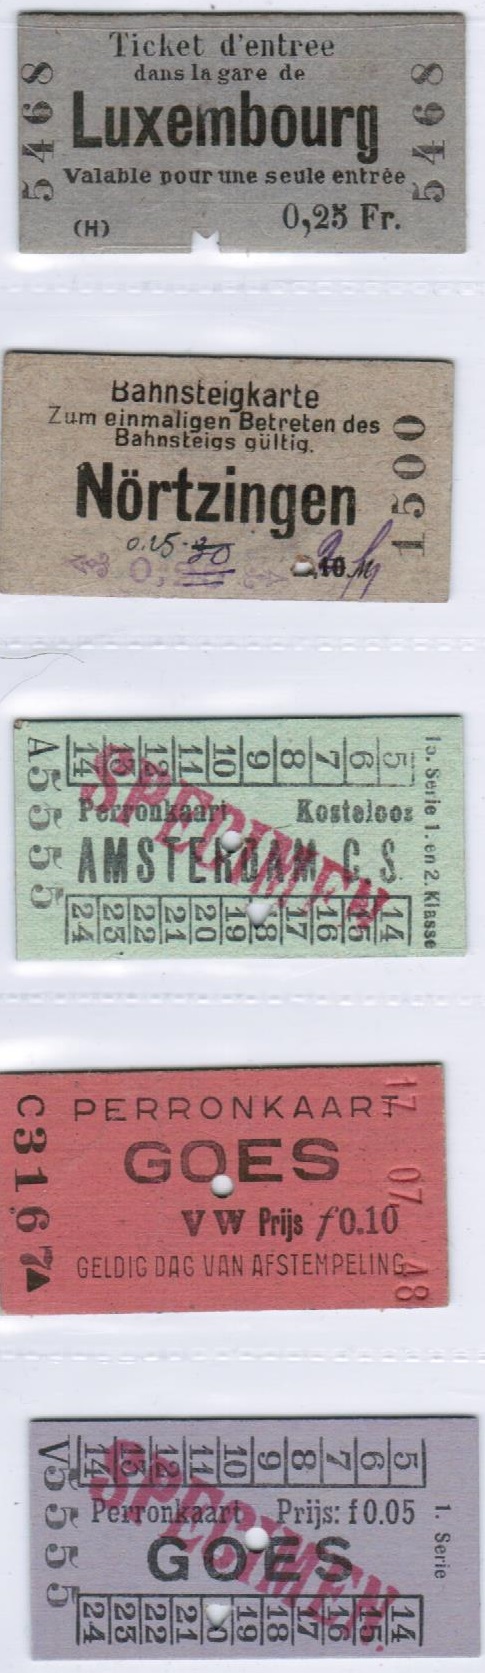 Ticket d'entree
dans la gare de
Luxembourg
Valable pour une seule entrée
(H) 0,25 Fr.
5468
5468
Bahnsteigkarte
Zum einmaligen Betreten des
Bahnsteigs gültig.
Nörtzingen
0.25
1500
A5555
14 13 12 11 10 9 8 7 6 5
Perronkaart Kosteloos
AMSTERDAM C.S.
24 23 22 21 20 19 18 17 16 15 14
1e. Serie 1. en 2. Klasse
SPECIMEN
C3167
PERRONKAART
GOES
VW Prijs f0.10
GELDIG DAG VAN AFSTEMPELING
17 07 48
V5555
14 13 12 11 10 9 8 7 6 5
Perronkaart Prijs: f0.05
GOES
24 23 22 21 20 19 18 17 16 15 14
1. Serie
SPECIMEN.